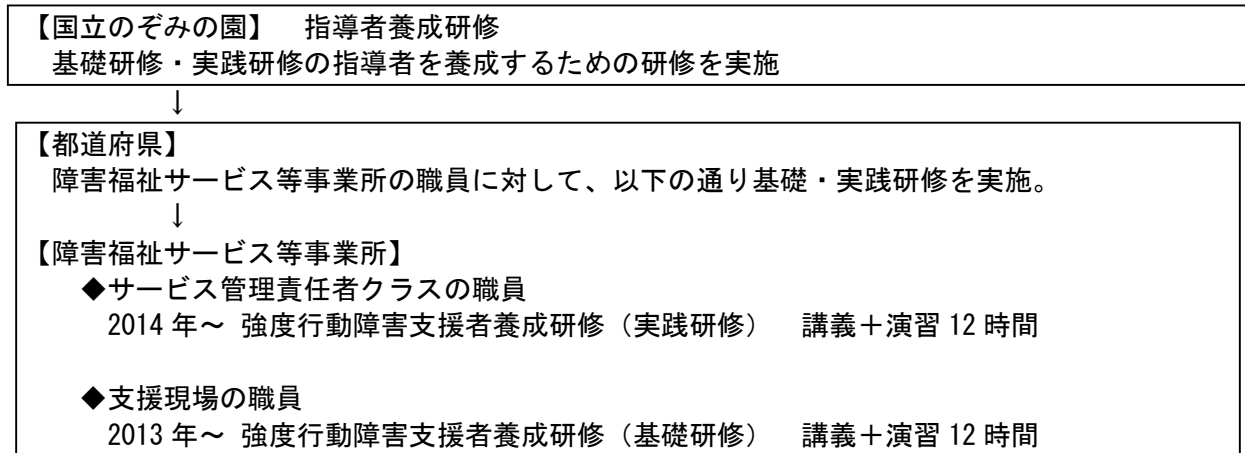 【国立のぞみの園】　指導者養成研修
基礎研修・実践研修の指導者を養成するための研修を実施
↓
【都道府県】
障害福祉サービス等事業所の職員に対して、以下の通り基礎・実践研修を実施。
↓
【障害福祉サービス等事業所】
◆サービス管理責任者クラスの職員
2014 年～ 強度行動障害支援者養成研修（実践研修）　講義＋演習 12 時間
◆支援現場の職員
2013 年～ 強度行動障害支援者養成研修（基礎研修）　講義＋演習 12 時間